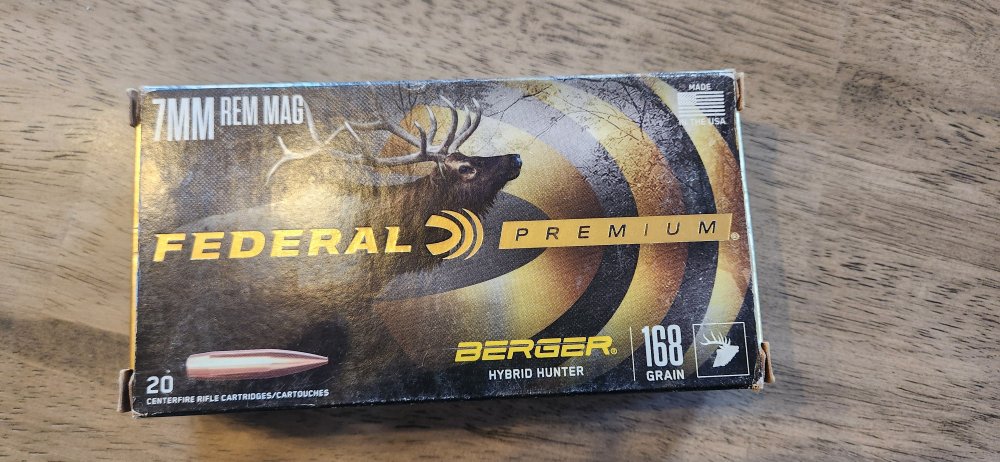 7MM REM MAG
MADE
IN THE USA
FEDERAL PREMIUM®
BERGER®
HYBRID HUNTER
168
GRAIN
20
CENTERFIRE RIFLE CARTRIDGES/CARTOUCHES